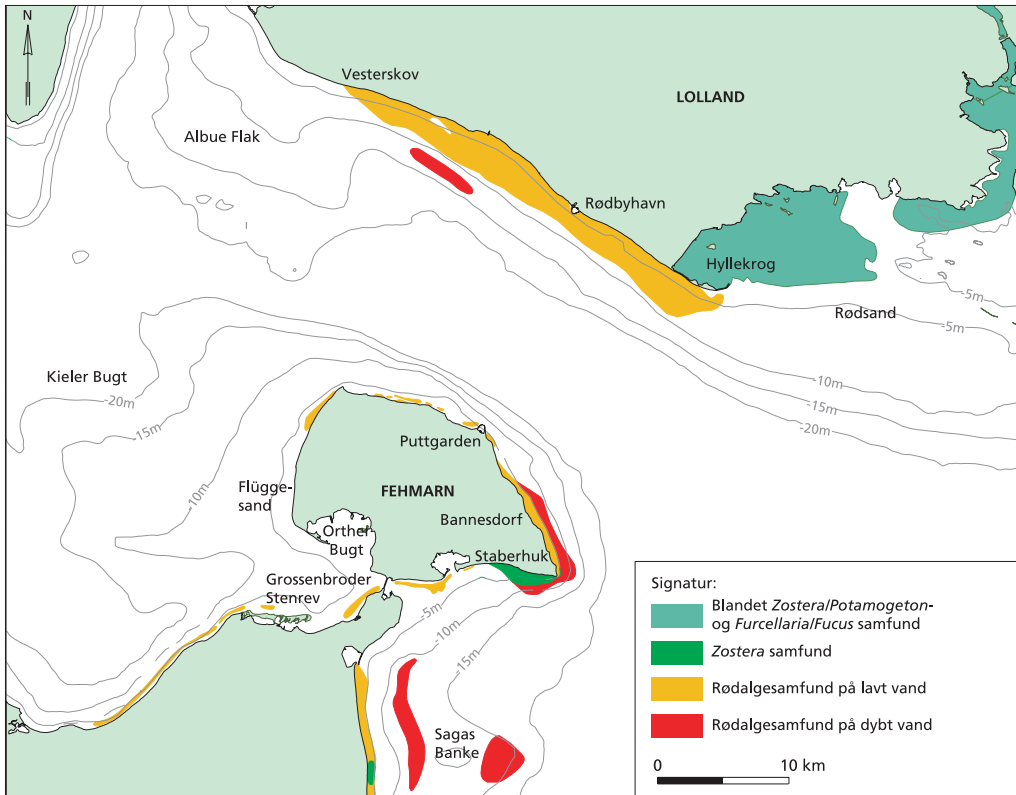 N
Vesterskov
LOLLAND
Albue Flak
Rødbyhavn
Hyllekrog
-5m
Rødsand
-5m
Kieler Bugt
-20m
-10m
-15m
-15m
-20m
-10m
Puttgarden
Flügge-
sand
FEHMARN
Bannesdorf
Orther
Bugt
Staberhuk
Grossenbroder
Stenrev
-5m
-10m
-15m
Sagas
Banke
Signatur:
Blandet Zostera/Potamogeton-
og Furcellaria/Fucus samfund
Zostera samfund
Rødalgesamfund på lavt vand
Rødalgesamfund på dybt vand
0 10 km